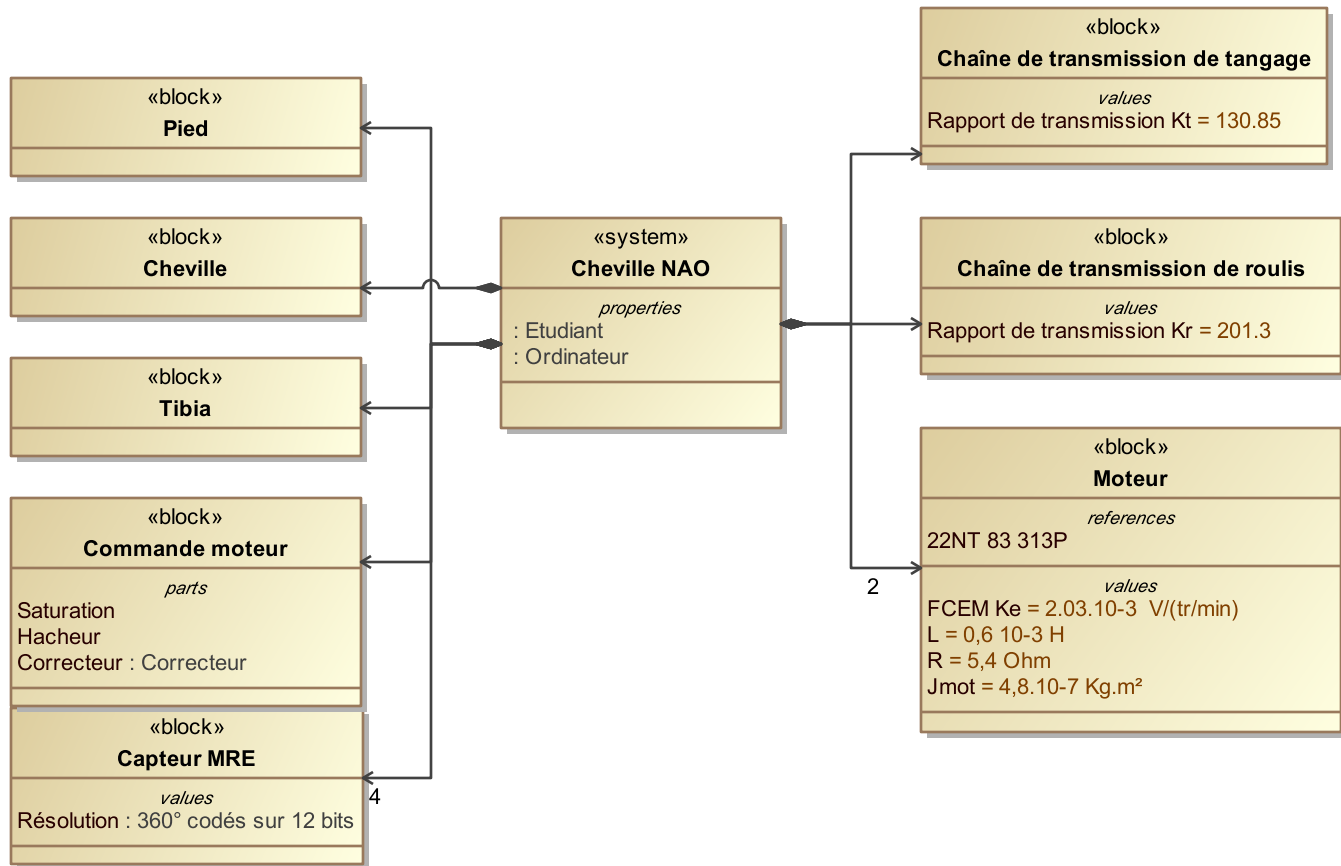 «block»
Pied
«block»
Cheville
«block»
Tibia
«block»
Commande moteur
parts
Saturation
Hacheur
Correcteur : Correcteur
«block»
Capteur MRE
values
Résolution : 360° codés sur 12 bits
4
«system»
Cheville NAO
properties
: Etudiant
: Ordinateur
«block»
Chaîne de transmission de tangage
values
Rapport de transmission Kt = 130.85
«block»
Chaîne de transmission de roulis
values
Rapport de transmission Kr = 201.3
2
«block»
Moteur
references
22NT 83 313P
values
FCEM Ke = 2.03.10-3  V/(tr/min)
L = 0,6 10-3 H
R = 5,4 Ohm
Jmot = 4,8.10-7 Kg.m²